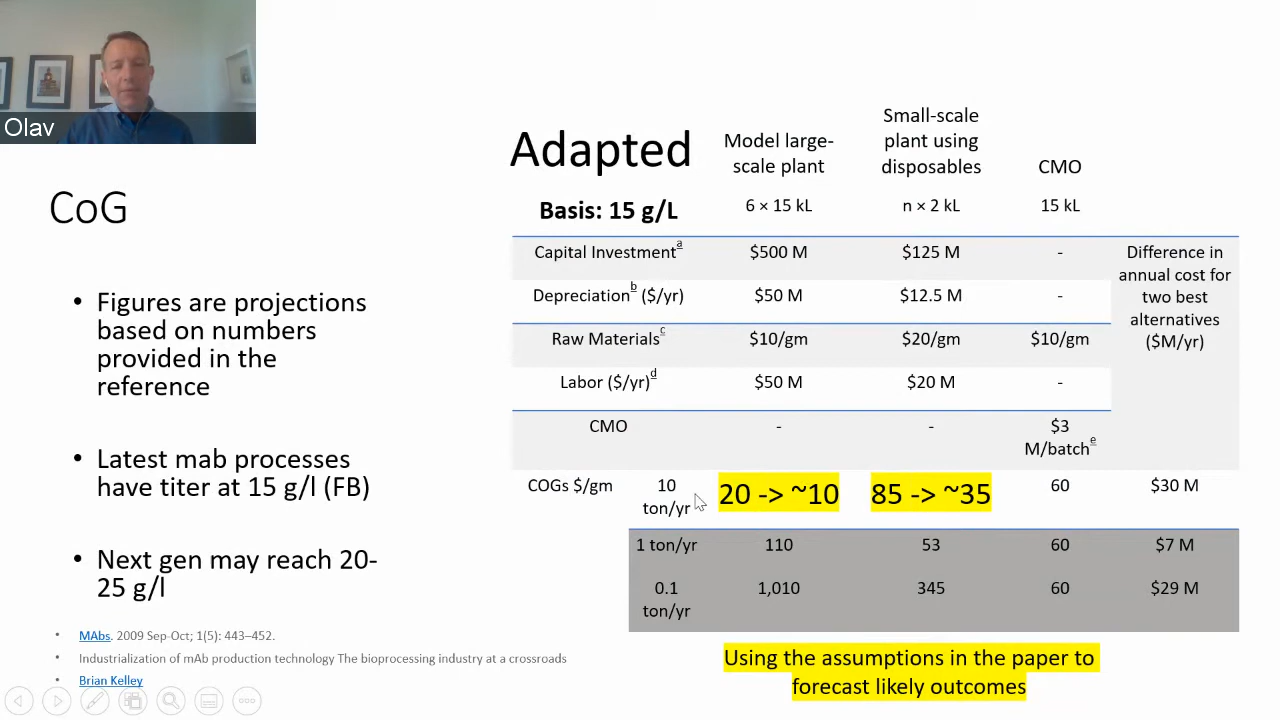 Olav
CoG
• Figures are projections
based on numbers
provided in the
reference
• Latest mab processes
have titer at 15 g/l (FB)
• Next gen may reach 20-
25 g/l
• MAbs. 2009 Sep-Oct; 1(5): 443–452.
• Industrialization of mAb production technology The bioprocessing industry at a crossroads
• Brian Kelley
Adapted
Model large-
scale plant
Small-scale
plant using
disposables
CMO
Basis: 15 g/L
6 × 15 kL
n × 2 kL
15 kL
Capital Investmentᵃ
$500 M
$125 M
-
Difference in
annual cost for
two best
alternatives
($M/yr)
Depreciationᵇ ($/yr)
$50 M
$12.5 M
-
Raw Materialsᶜ
$10/gm
$20/gm
$10/gm
Labor ($/yr)ᵈ
$50 M
$20 M
-
CMO
-
-
$3
M/batchᵉ
COGs $/gm
10
ton/yr
20 -> ~10
85 -> ~35
60
$30 M
1 ton/yr
110
53
60
$7 M
0.1
ton/yr
1,010
345
60
$29 M
Using the assumptions in the paper to
forecast likely outcomes